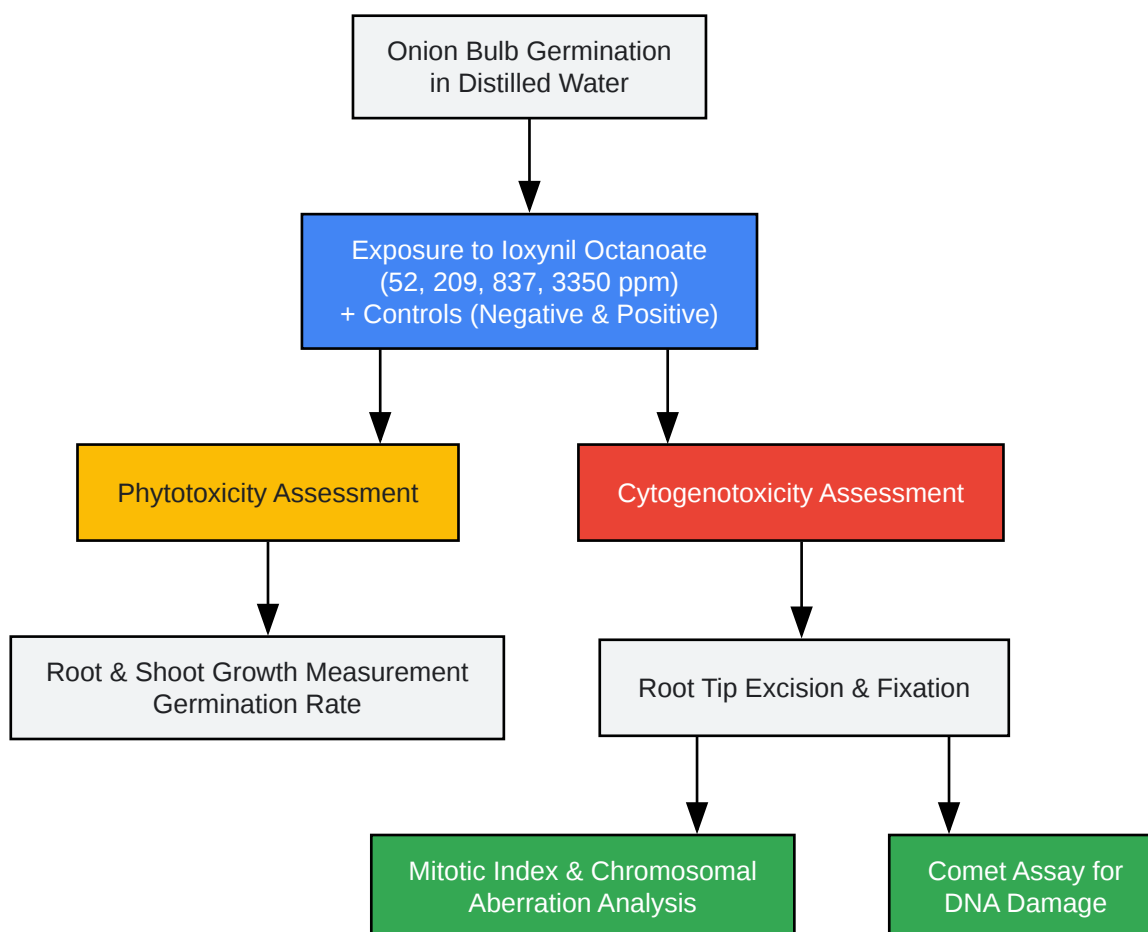 Onion Bulb Germination
in Distilled Water
Exposure to Ioxynil Octanoate
(52, 209, 837, 3350 ppm)
+ Controls (Negative & Positive)
Phytotoxicity Assessment
Cytogenotoxicity Assessment
Root & Shoot Growth Measurement
Germination Rate
Root Tip Excision & Fixation
Mitotic Index & Chromosomal
Aberration Analysis
Comet Assay for
DNA Damage